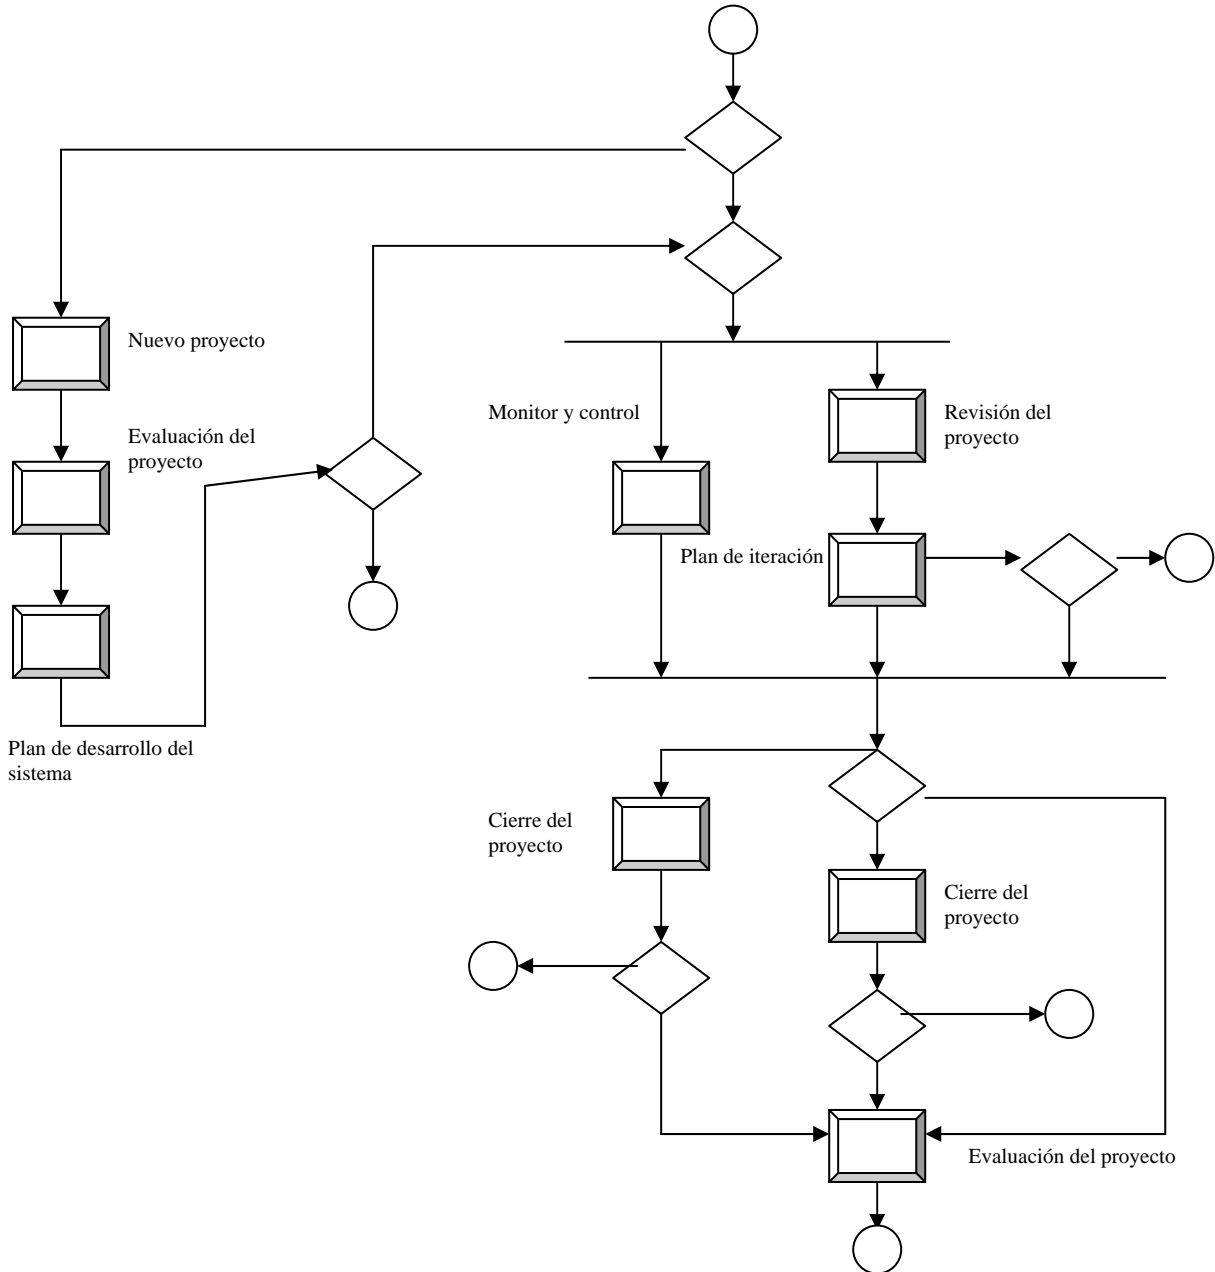 Nuevo proyecto
Evaluación del
proyecto
Plan de desarrollo del
sistema
Monitor y control
Revisión del
proyecto
Plan de iteración
Cierre del
proyecto
Cierre del
proyecto
Evaluación del proyecto